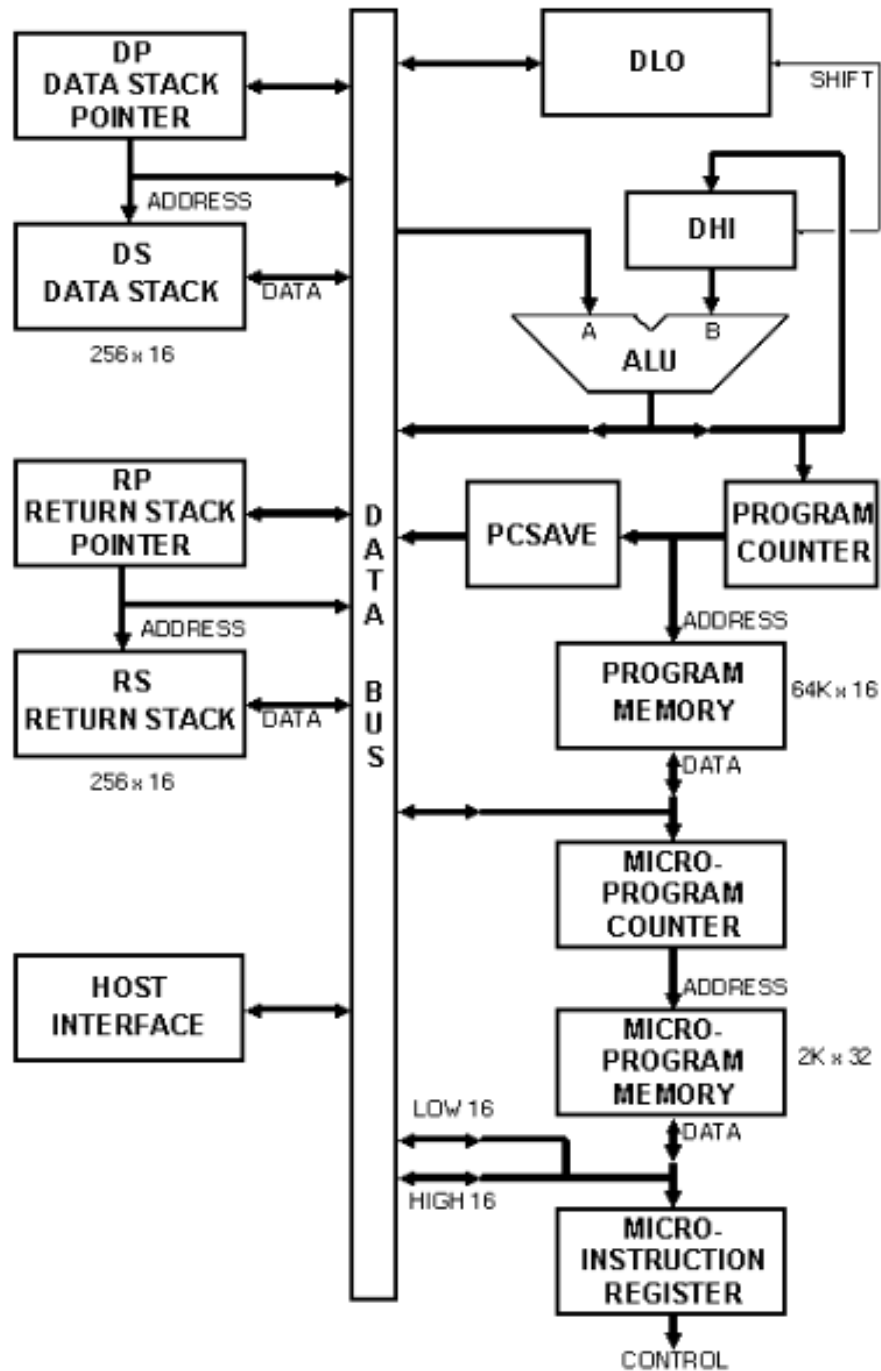 DP
DATA STACK
POINTER
ADDRESS
DS
DATA STACK
DATA
256 x 16
RP
RETURN STACK
POINTER
ADDRESS
RS
RETURN STACK
DATA
256 x 16
HOST
INTERFACE
DATA BUS
DLO
SHIFT
DHI
A
B
ALU
PCSAVE
PROGRAM
COUNTER
ADDRESS
PROGRAM
MEMORY
64K x 16
DATA
MICRO-
PROGRAM
COUNTER
ADDRESS
MICRO-
PROGRAM
MEMORY
2K x 32
LOW 16
DATA
HIGH 16
MICRO-
INSTRUCTION
REGISTER
CONTROL